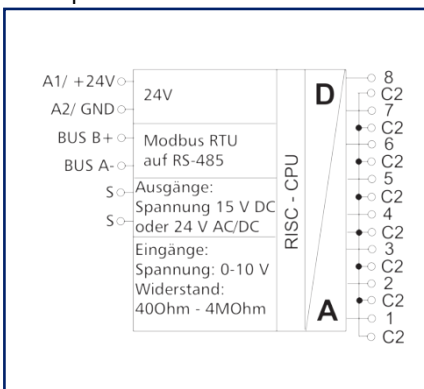 A1/ +24V
A2/ GND
BUS B+
BUS A-
S
S
24V
Modbus RTU
auf RS-485
Ausgänge:
Spannung 15 V DC
oder 24 V AC/DC
Eingänge:
Spannung: 0-10 V
Widerstand:
40Ohm - 4MOhm
RISC - CPU
D
A
8
C2
7
C2
6
C2
5
C2
4
C2
3
C2
2
C2
1
C2